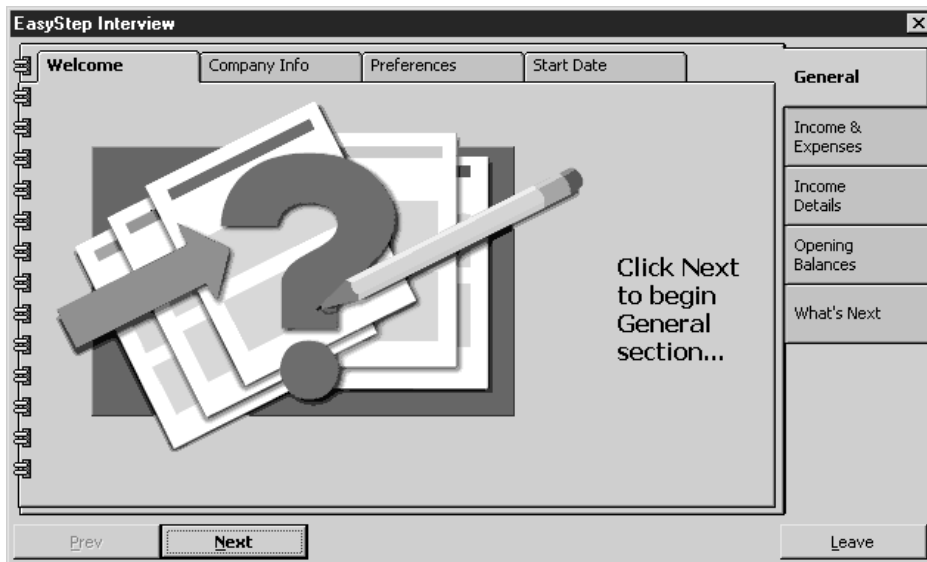 EasyStep Interview
Welcome
Company Info
Preferences
Start Date
General
Income &
Expenses
Income
Details
Opening
Balances
What's Next
Click Next
to begin
General
section...
Prev
Next
Leave